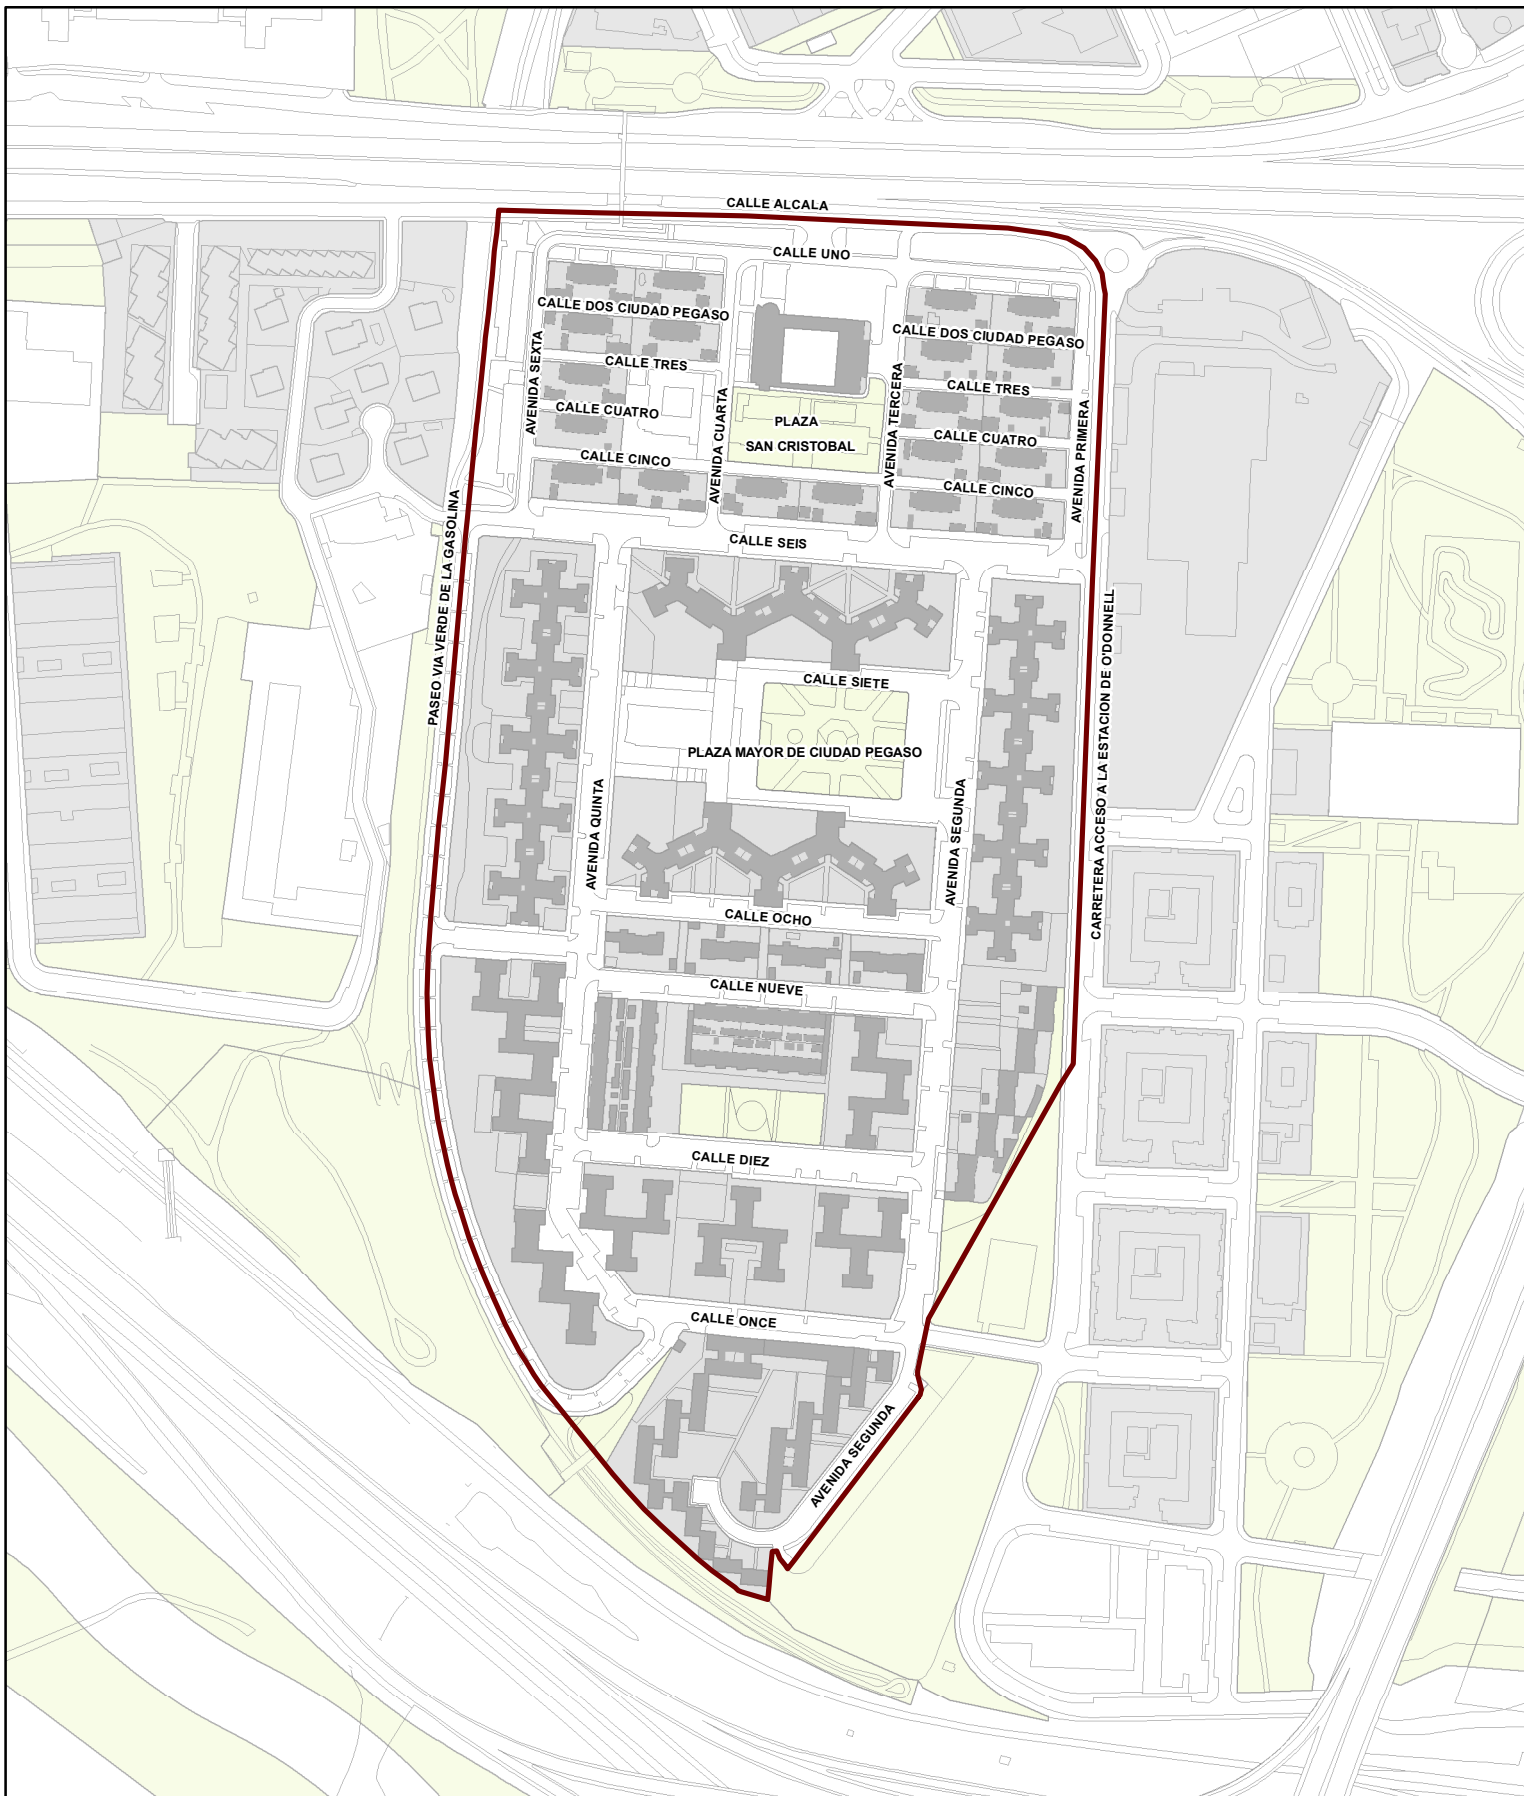 CALLE ALCALA
CALLE UNO
CALLE DOS CIUDAD PEGASO
CALLE DOS CIUDAD PEGASO
AVENIDA SEXTA
CALLE TRES
AVENIDA TERCERA
CALLE TRES
CALLE CUATRO
AVENIDA CUARTA
PLAZA
SAN CRISTOBAL
CALLE CUATRO
AVENIDA PRIMERA
CALLE CINCO
CALLE CINCO
PASEO VIA VERDE DE LA GASOLINA
CALLE SEIS
CARRETERA ACCESO A LA ESTACION DE O'DONNELL
CALLE SIETE
PLAZA MAYOR DE CIUDAD PEGASO
AVENIDA QUINTA
AVENIDA SEGUNDA
CALLE OCHO
CALLE NUEVE
CALLE DIEZ
CALLE ONCE
AVENIDA SEGUNDA